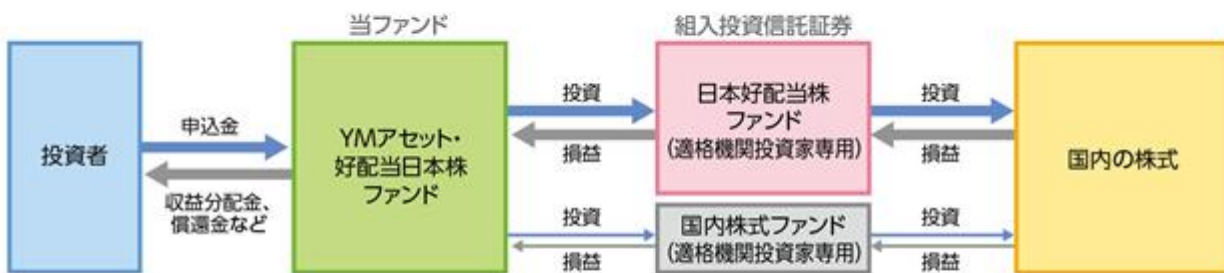 当ファンド
組入投資信託証券
投資者
申込金
収益分配金、
償還金など
YMアセット・
好配当日本株
ファンド
投資
損益
日本好配当株
ファンド
(適格機関投資家専用)
投資
損益
投資
損益
国内株式ファンド
(適格機関投資家専用)
投資
損益
国内の株式